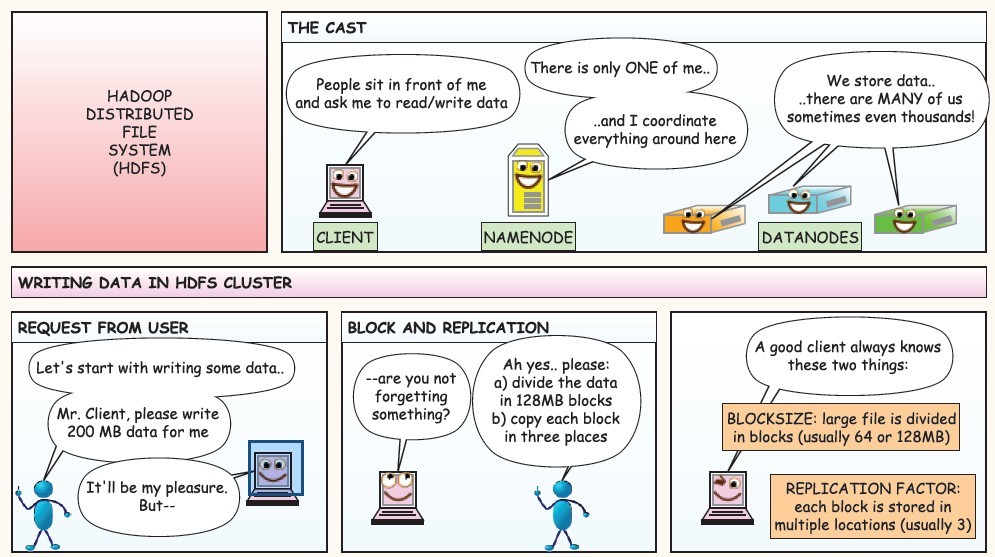 HADOOP
DISTRIBUTED
FILE
SYSTEM
(HDFS)
THE CAST
People sit in front of me
and ask me to read/write data
There is only ONE of me..
..and I coordinate
everything around here
We store data..
..there are MANY of us
sometimes even thousands!
CLIENT
NAMENODE
DATANODES
WRITING DATA IN HDFS CLUSTER
REQUEST FROM USER
Let's start with writing some data..
Mr. Client, please write
200 MB data for me
It'll be my pleasure.
But--
BLOCK AND REPLICATION
--are you not
forgetting
something?
Ah yes.. please:
a) divide the data
in 128MB blocks
b) copy each block
in three places
A good client always knows
these two things:
BLOCKSIZE: large file is divided
in blocks (usually 64 or 128MB)
REPLICATION FACTOR:
each block is stored in
multiple locations (usually 3)